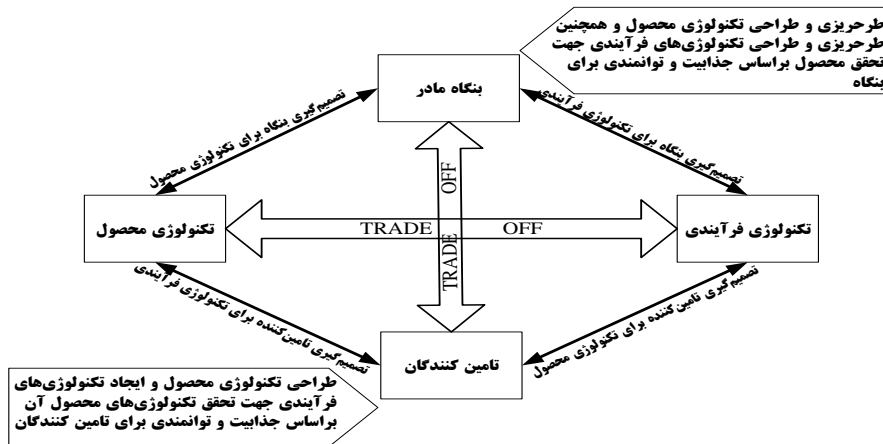 طرحریزی و طراحی تکنولوژی محصول و همچنین
طرحریزی و طراحی تکنولوژی‌های فرآیندی جهت
تحقق محصول براساس جذابیت و توانمندی برای
بنگاه
بنگاه مادر
تصمیم‌گیری بنگاه برای تکنولوژی محصول
تصمیم‌گیری بنگاه برای تکنولوژی فرآیندی
TRADE OFF
تکنولوژی محصول
TRADE OFF
تکنولوژی فرآیندی
تصمیم‌گیری تامین‌کننده برای تکنولوژی فرآیندی
تصمیم‌گیری تامین‌کننده برای تکنولوژی محصول
تامین کنندگان
طراحی تکنولوژی محصول و ایجاد تکنولوژی‌های
فرآیندی جهت تحقق تکنولوژی‌های محصول آن
براساس جذابیت و توانمندی برای تامین کنندگان